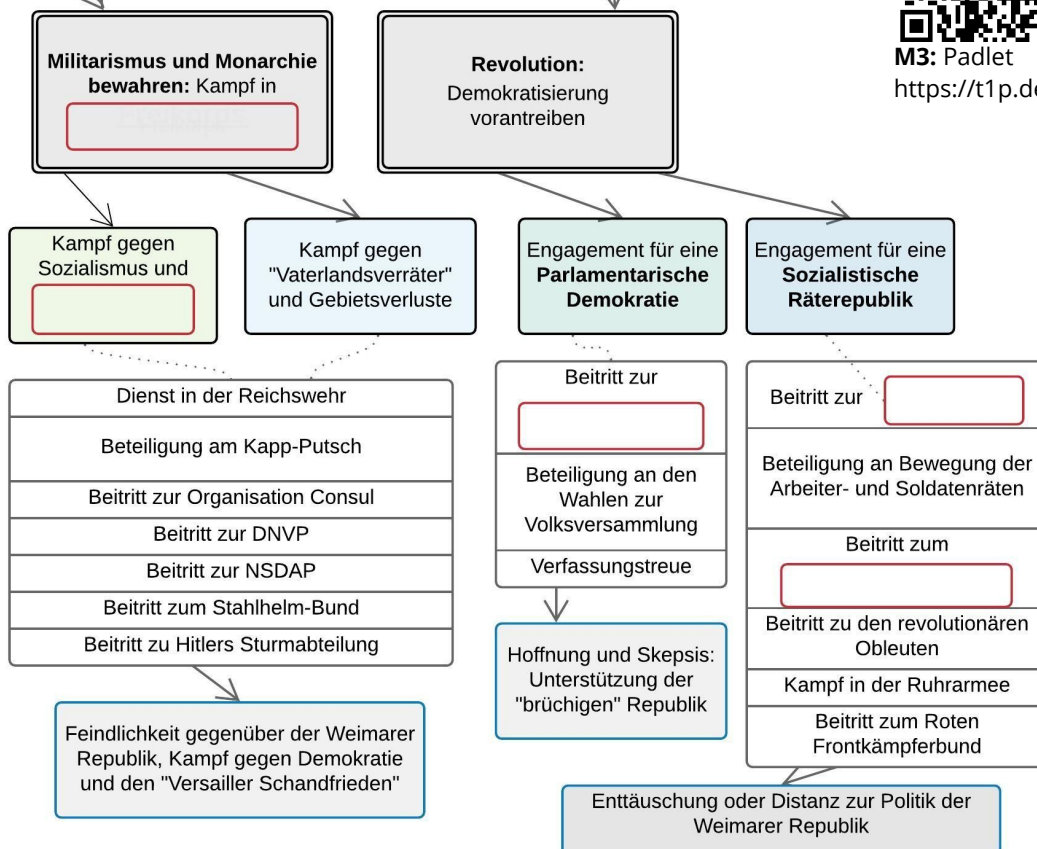 M3: Padlet
https://t1p.de
Militarismus und Monarchie
bewahren: Kampf in
Revolution:
Demokratisierung
vorantreiben
Kampf gegen
Sozialismus und
Kampf gegen
"Vaterlandsverräter"
und Gebietsverluste
Engagement für eine
Parlamentarische
Demokratie
Engagement für eine
Sozialistische
Räterepublik
Dienst in der Reichswehr
Beteiligung am Kapp-Putsch
Beitritt zur Organisation Consul
Beitritt zur DNVP
Beitritt zur NSDAP
Beitritt zum Stahlhelm-Bund
Beitritt zu Hitlers Sturmabteilung
Beitritt zur
Beteiligung an den
Wahlen zur
Volksversammlung
Verfassungstreue
Beitritt zur
Beteiligung an Bewegung der
Arbeiter- und Soldatenräten
Beitritt zum
Beitritt zu den revolutionären
Obleuten
Kampf in der Ruhrarmee
Beitritt zum Roten
Frontkämpferbund
Feindlichkeit gegenüber der Weimarer
Republik, Kampf gegen Demokratie
und den "Versailler Schandfrieden"
Hoffnung und Skepsis:
Unterstützung der
"brüchigen" Republik
Enttäuschung oder Distanz zur Politik der
Weimarer Republik